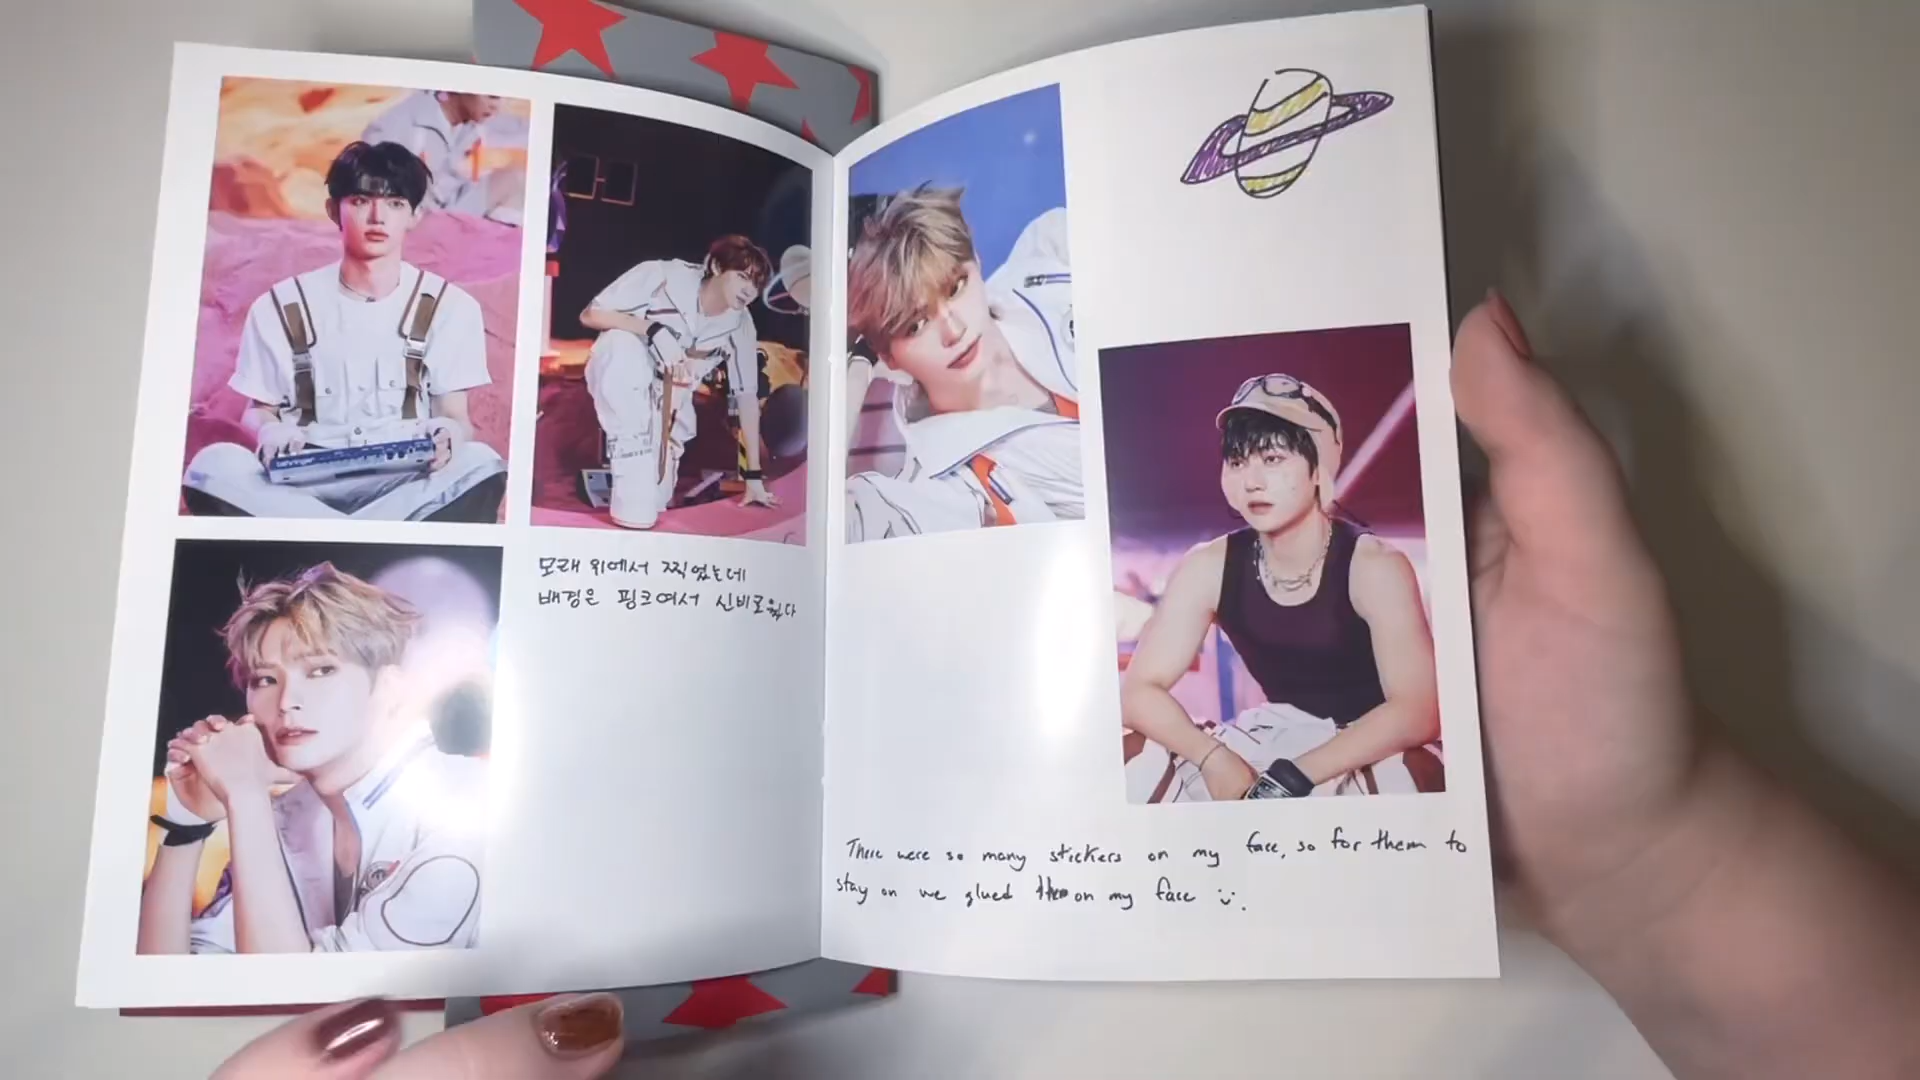 behringer
모래 위에서 찍었는데
배경은 핑크여서 신비로웠다
There were so many stickers on my face, so for them to
stay on we glued them on my face